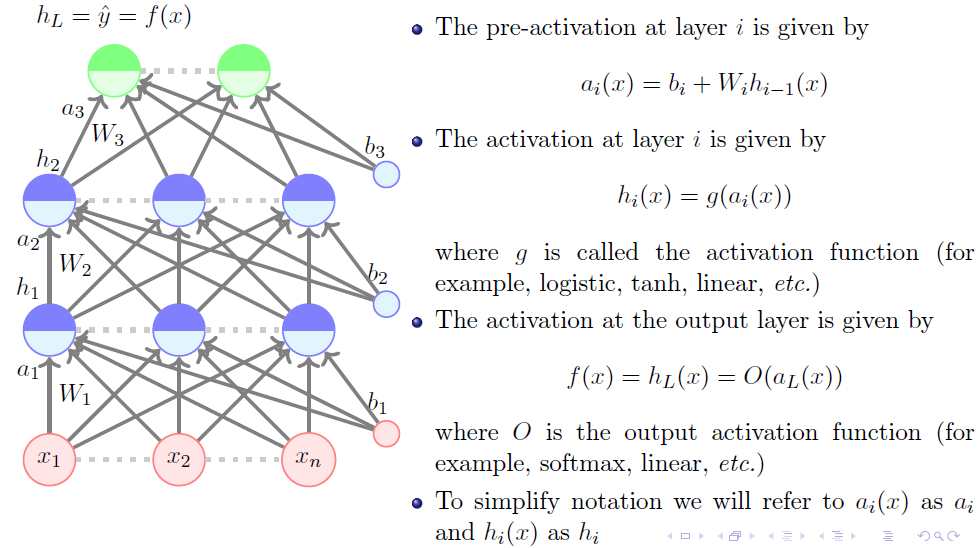 h_L = ŷ = f(x)
a_3
W_3
h_2
b_3
a_2
W_2
h_1
b_2
a_1
W_1
b_1
x_1
x_2
x_n
The pre-activation at layer i is given by
a_i(x) = b_i + W_i h_{i−1}(x)
The activation at layer i is given by
h_i(x) = g(a_i(x))
where g is called the activation function (for
example, logistic, tanh, linear, etc.)
The activation at the output layer is given by
f(x) = h_L(x) = O(a_L(x))
where O is the output activation function (for
example, softmax, linear, etc.)
To simplify notation we will refer to a_i(x) as a_i
and h_i(x) as h_i